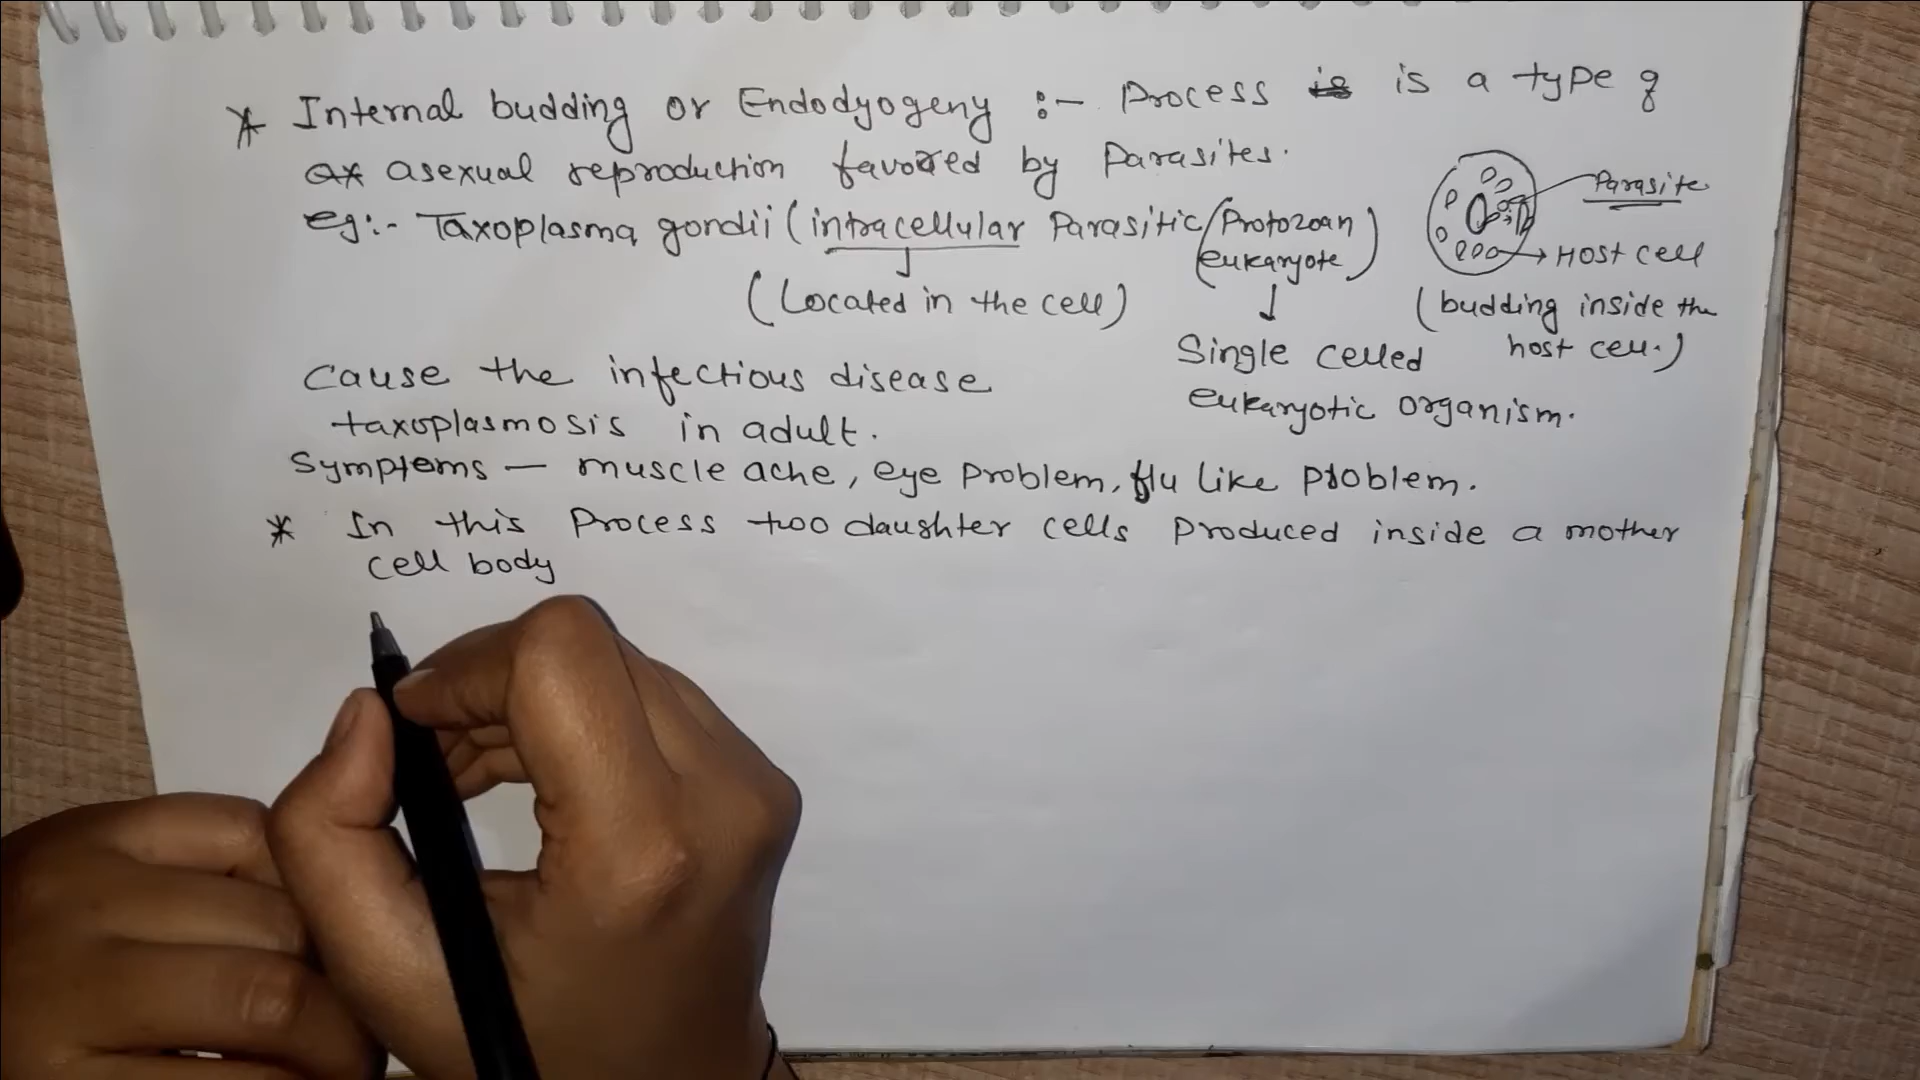 * Internal budding or Endodyogeny :- Process is is a type of
ax asexual reproduction favored by Parasites.
eg:- Taxoplasma gondii (intracellular Parasitic/Protozoan
eukaryote)
(Located in the cell)
Single celled
eukaryotic organism.
Parasite
Host cell
(budding inside the
host cell.)
Cause the infectious disease
taxoplasmosis in adult.
Symptems — muscle ache, eye problem, flu like problem.
* In this Process two daughter cells produced inside a mother
cell body